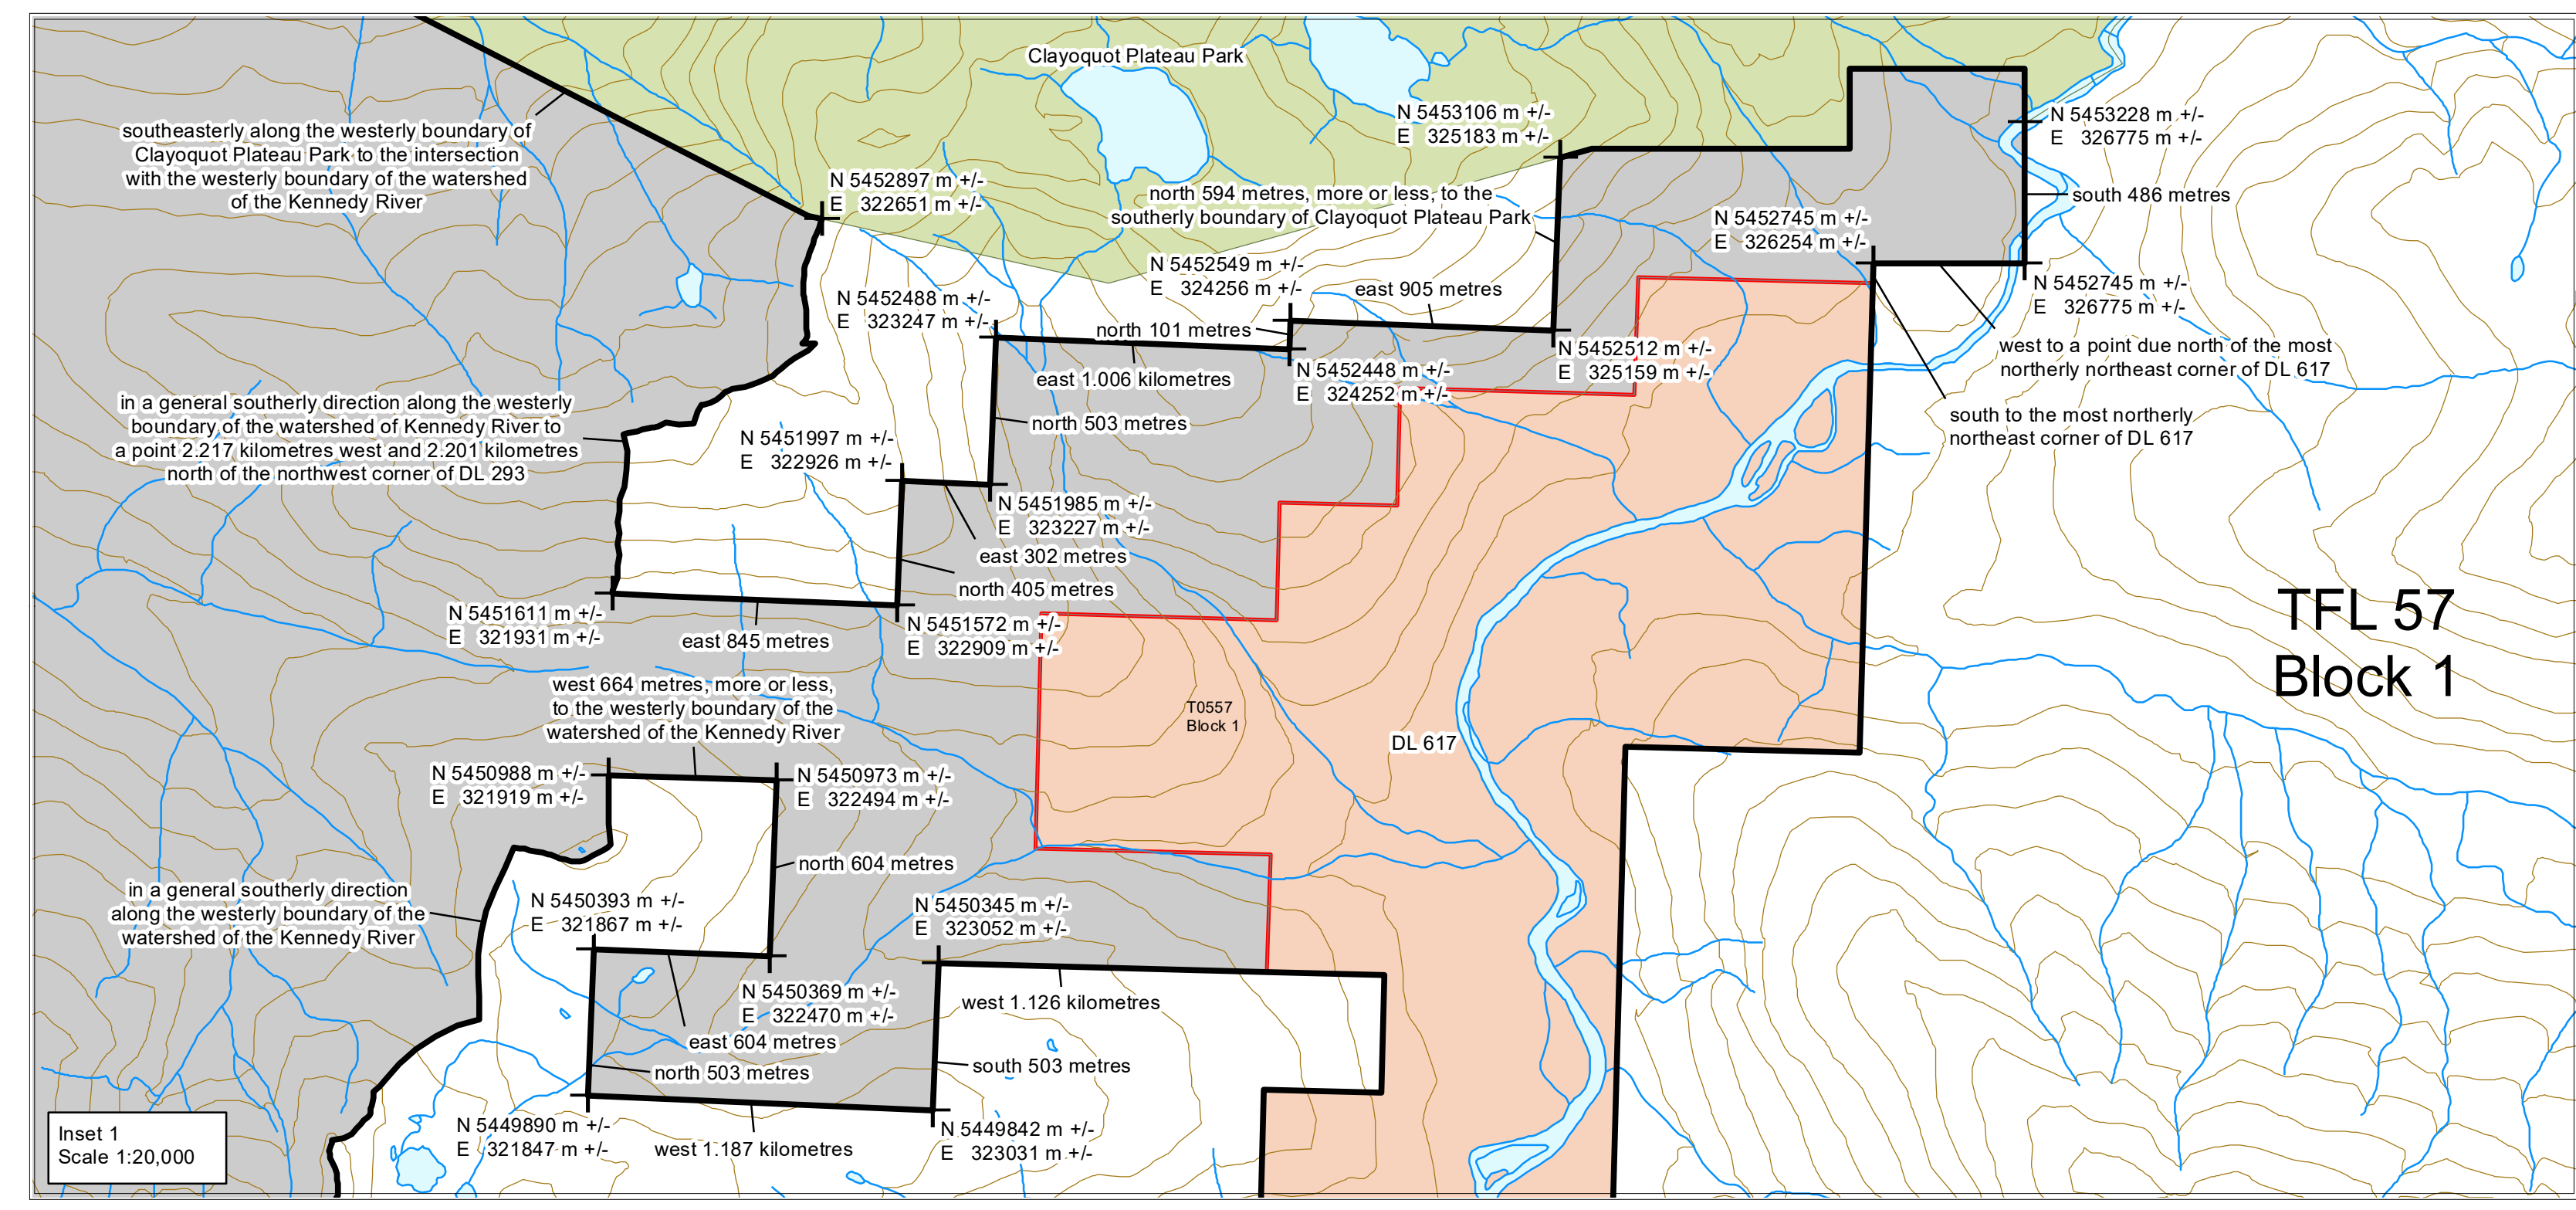 Clayoquot Plateau Park
southeasterly along the westerly boundary of
Clayoquot Plateau Park to the intersection
with the westerly boundary of the watershed
of the Kennedy River
N 5452897 m +/-
E 322651 m +/-
N 5453106 m +/-
E 325183 m +/-
N 5453228 m +/-
E 326775 m +/-
north 594 metres, more or less, to the
southerly boundary of Clayoquot Plateau Park
south 486 metres
N 5452745 m +/-
E 326254 m +/-
N 5452549 m +/-
E 324256 m +/-
east 905 metres
N 5452745 m +/-
E 326775 m +/-
N 5452488 m +/-
E 323247 m +/-
north 101 metres
west to a point due north of the most
northerly northeast corner of DL 617
N 5452512 m +/-
E 325159 m +/-
east 1.006 kilometres
N 5452448 m +/-
E 324252 m +/-
in a general southerly direction along the westerly
boundary of the watershed of Kennedy River to
a point 2.217 kilometres west and 2.201 kilometres
north of the northwest corner of DL 293
north 503 metres
south to the most northerly
northeast corner of DL 617
N 5451997 m +/-
E 322926 m +/-
N 5451985 m +/-
E 323227 m +/-
east 302 metres
north 405 metres
N 5451611 m +/-
E 321931 m +/-
east 845 metres
N 5451572 m +/-
E 322909 m +/-
TFL 57
Block 1
west 664 metres, more or less,
to the westerly boundary of the
watershed of the Kennedy River
T0557
Block 1
DL 617
N 5450988 m +/-
E 321919 m +/-
N 5450973 m +/-
E 322494 m +/-
north 604 metres
in a general southerly direction
along the westerly boundary of the
watershed of the Kennedy River
N 5450393 m +/-
E 321867 m +/-
N 5450345 m +/-
E 323052 m +/-
N 5450369 m +/-
E 322470 m +/-
west 1.126 kilometres
east 604 metres
north 503 metres
south 503 metres
N 5449890 m +/-
E 321847 m +/-
west 1.187 kilometres
N 5449842 m +/-
E 323031 m +/-
Inset 1
Scale 1:20,000